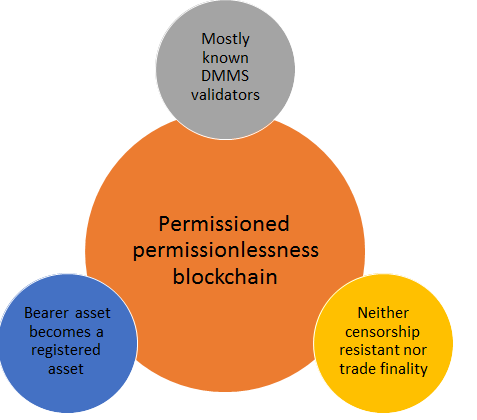 Mostly
known
DMMS
validators
Permissioned
permissionlessness
blockchain
Bearer asset
becomes a
registered
asset
Neither
censorship
resistant nor
trade finality